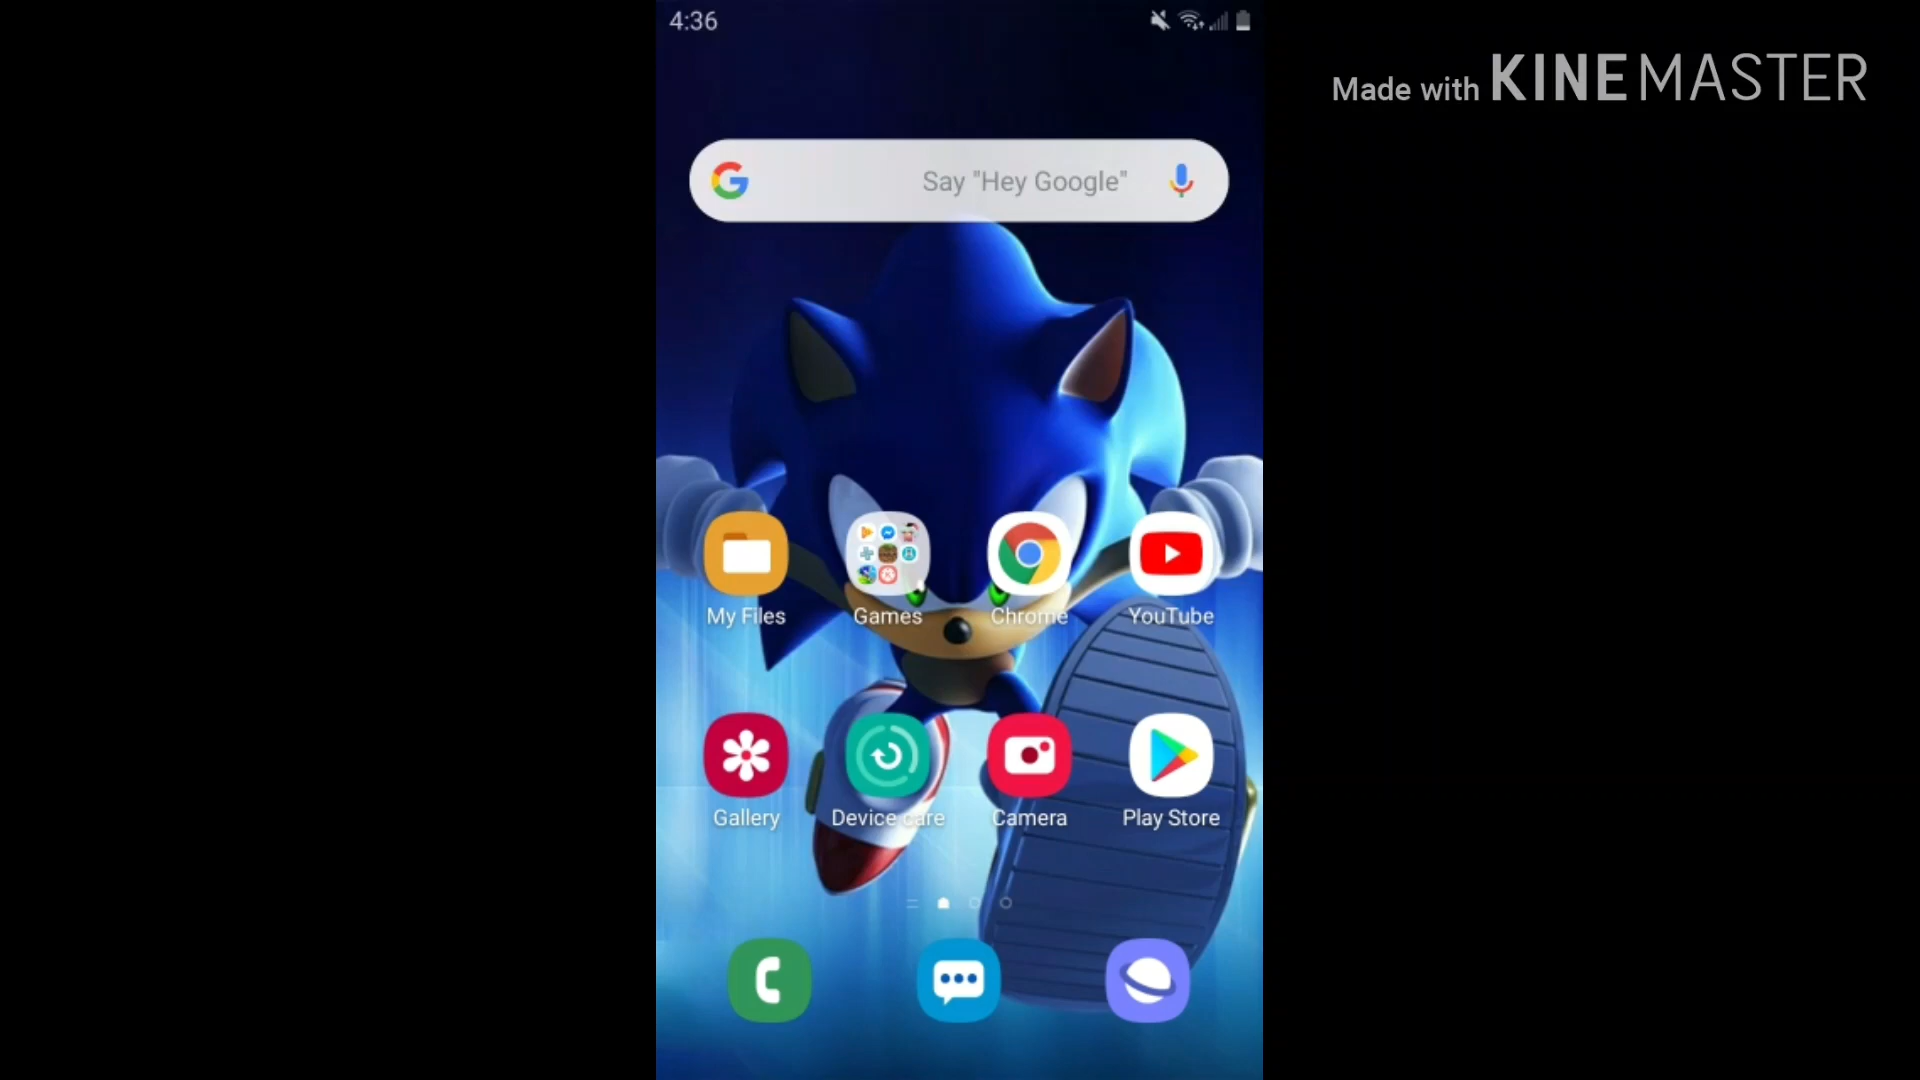 4:36
Made with KINEMASTER
Say "Hey Google"
My Files
Games
Chrome
YouTube
Gallery
Device care
Camera
Play Store